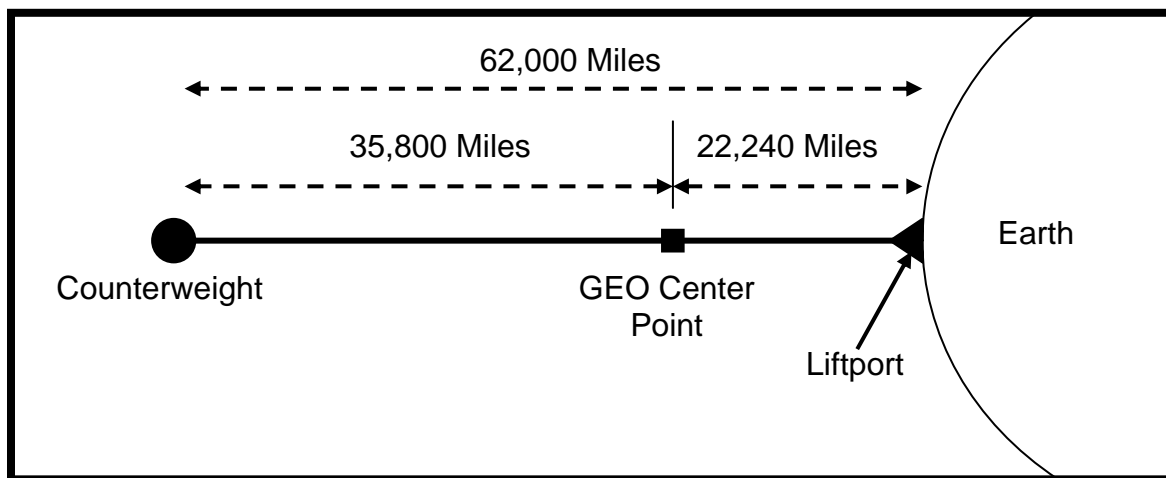 62,000 Miles
35,800 Miles
22,240 Miles
Earth
Counterweight
GEO Center
Point
Liftport